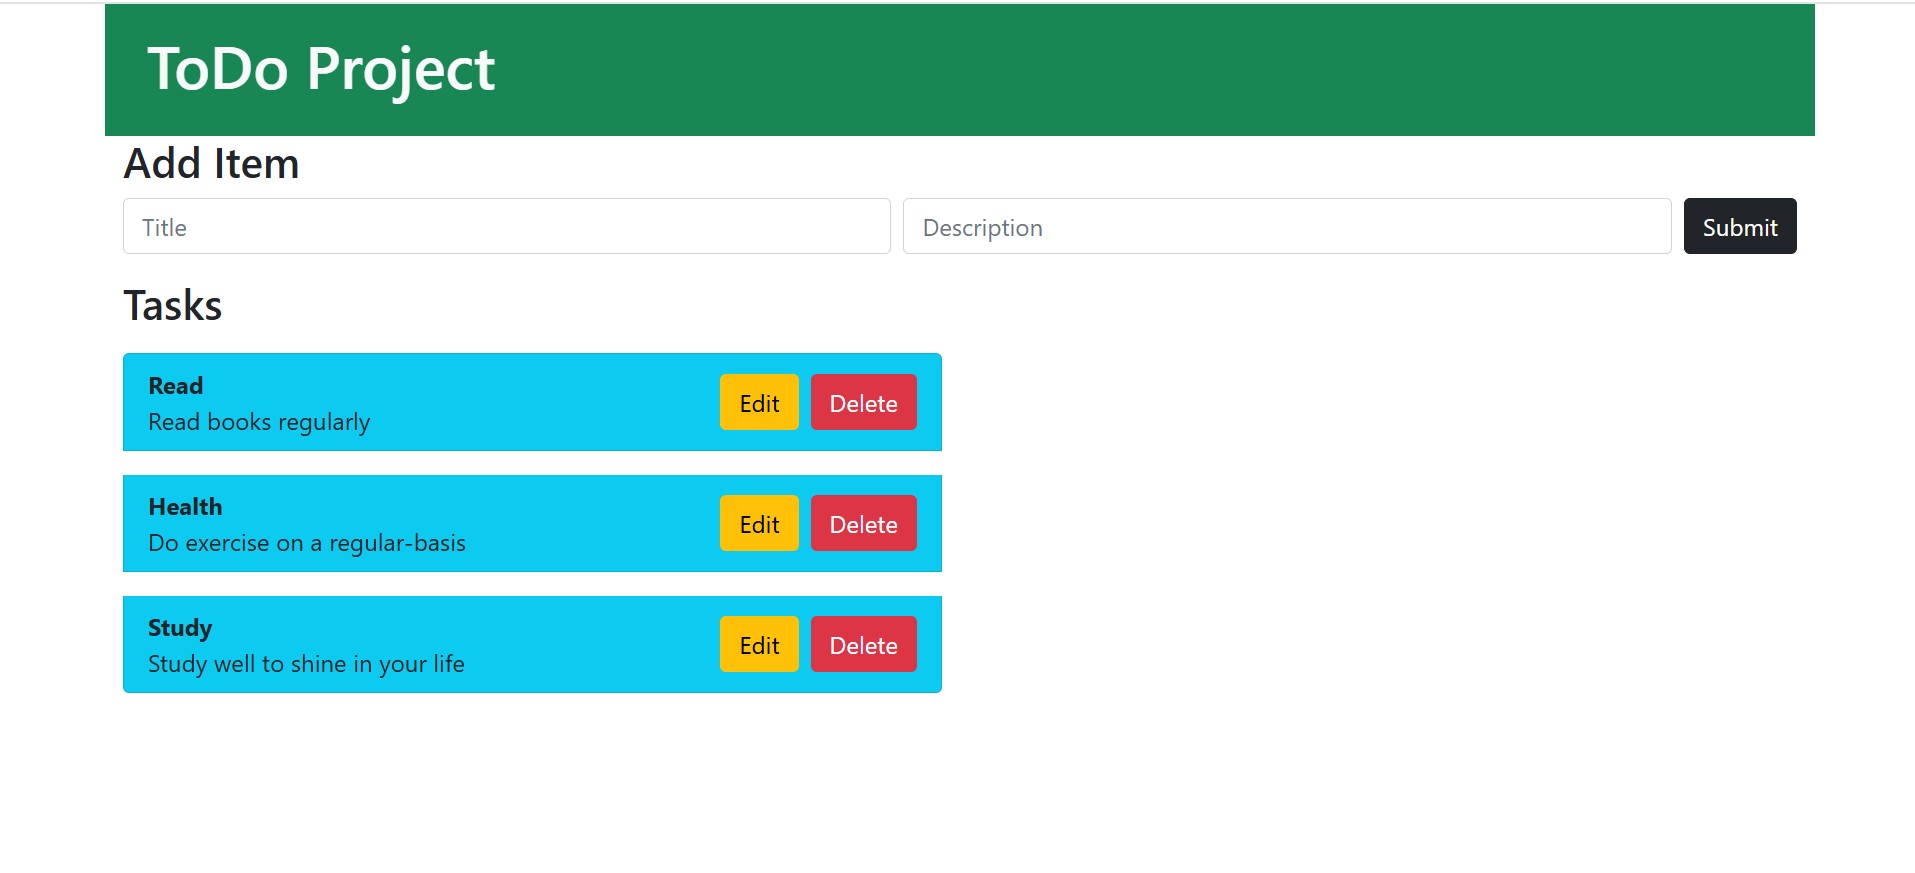 ToDo Project
Add Item
Title Description Submit
Tasks
Read
Read books regularly
Edit Delete
Health
Do exercise on a regular-basis
Edit Delete
Study
Study well to shine in your life
Edit Delete